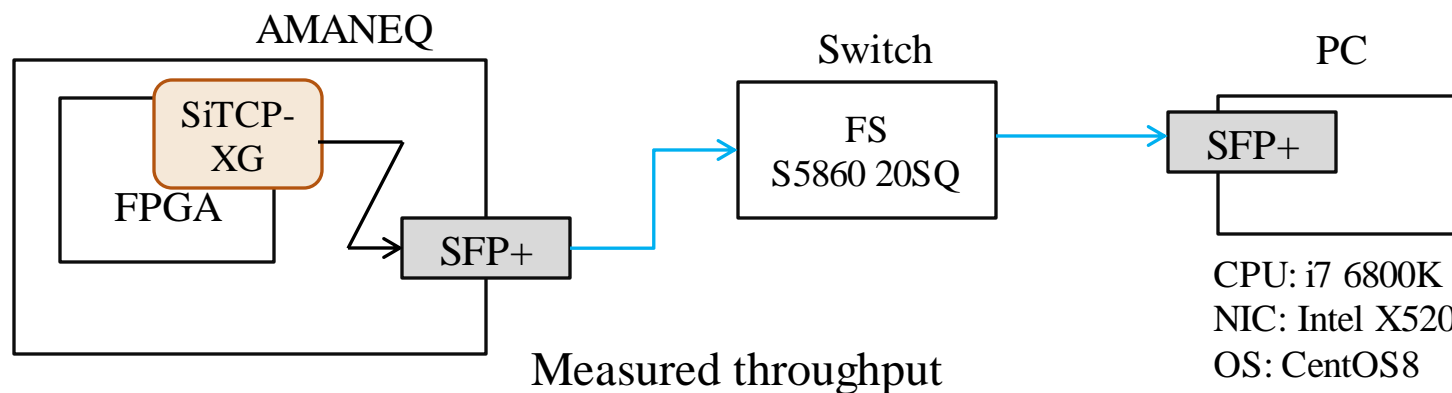 AMANEQ
SiTCP-
XG
FPGA
SFP+
Switch
FS
S5860 20SQ
PC
SFP+
CPU: i7 6800K
NIC: Intel X520
OS: CentOS8
Measured throughput